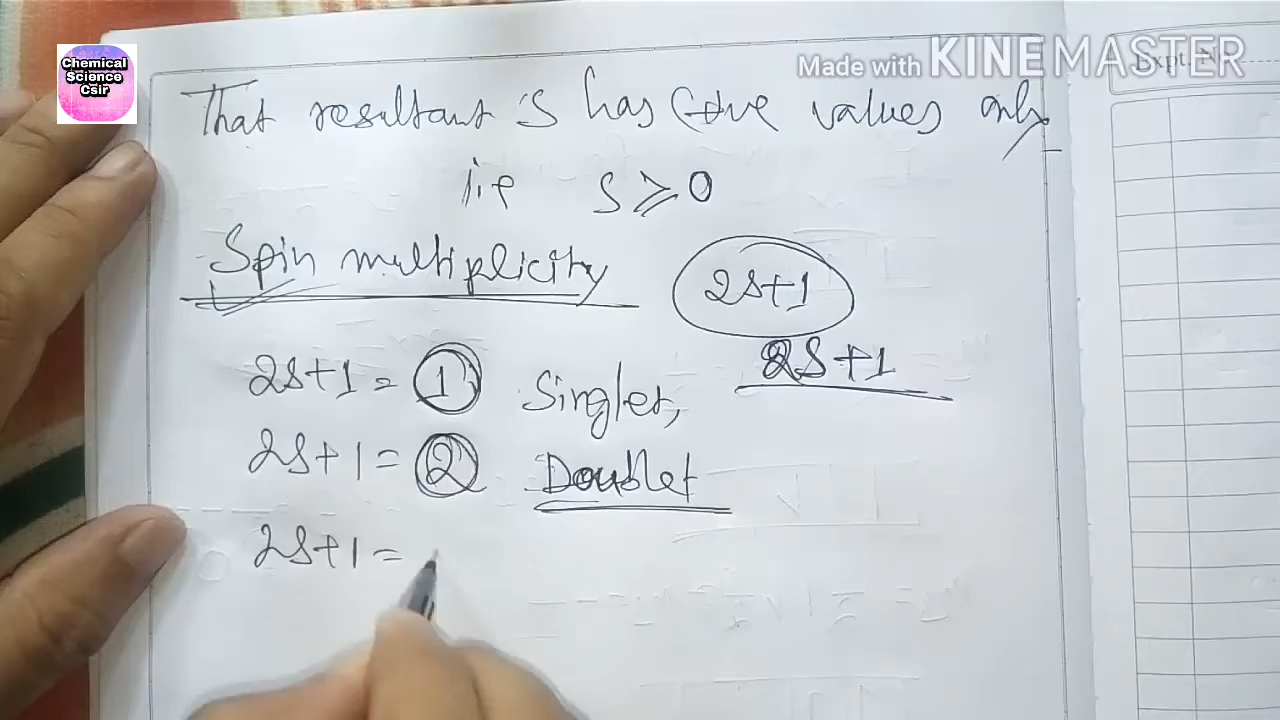 Chemical
Science
Csir
Made with KINEMASTER
Expt. N
That resultant S has (+)ve values only
i.e S ⩾ 0
Spin multiplicity 2s+1
2S+1
2s+1 = 1 Singlet,
2s+1 = 2 Doublet
2s+1 =